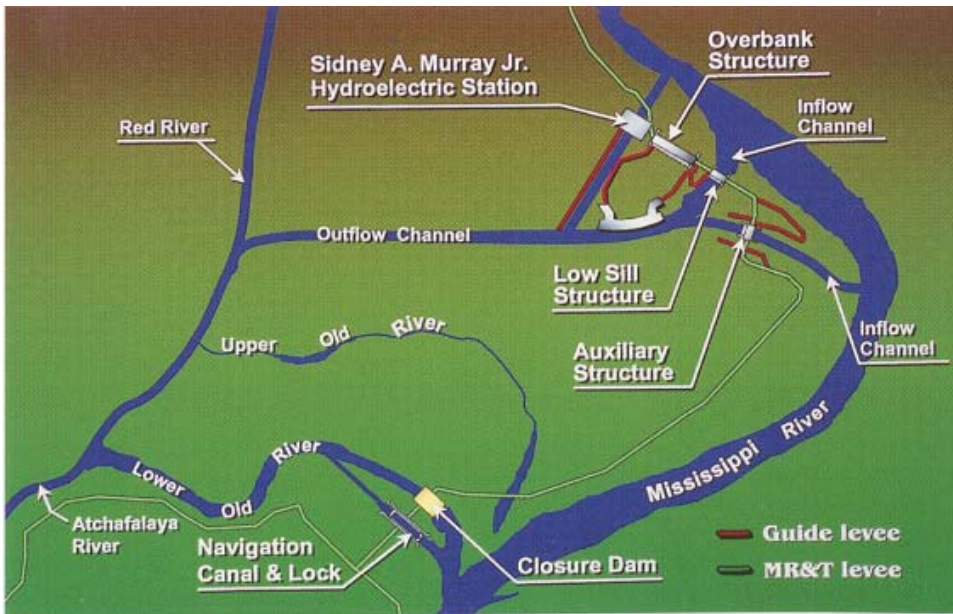 Sidney A. Murray Jr.
Hydroelectric Station
Overbank
Structure
Inflow
Channel
Red River
Outflow Channel
Low Sill
Structure
Auxiliary
Structure
Inflow
Channel
Upper Old River
Mississippi River
Lower Old River
Atchafalaya
River
Navigation
Canal & Lock
Closure Dam
Guide levee
MR&T levee